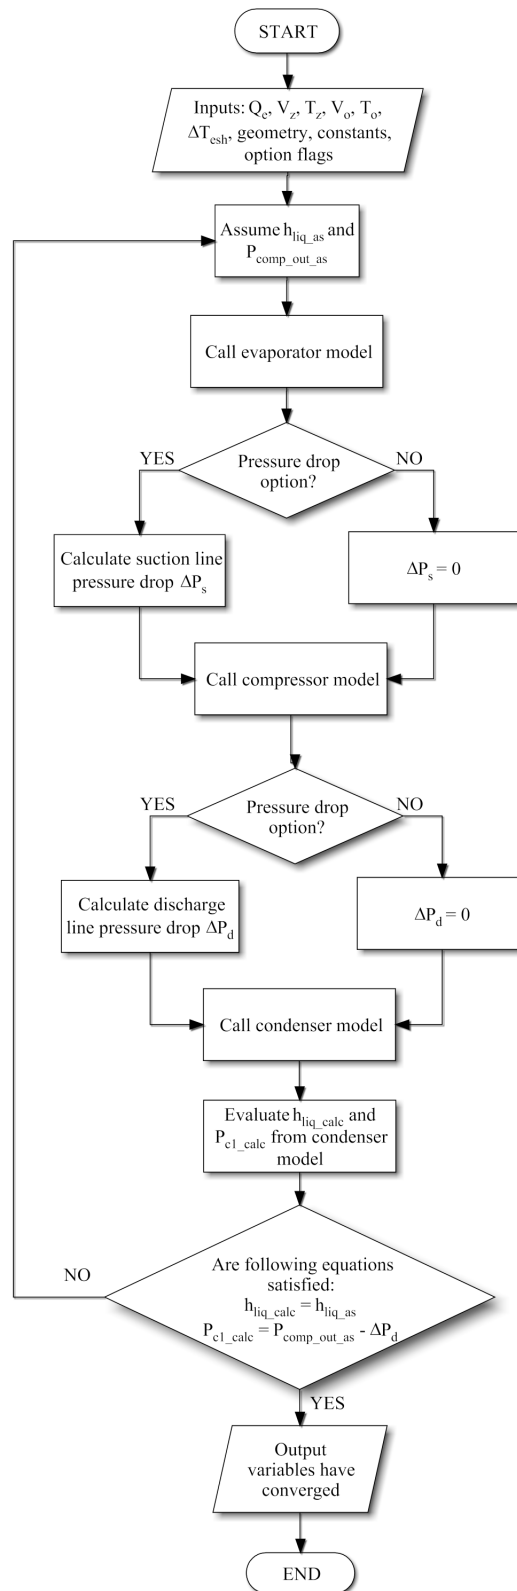 START
Inputs: Q_e, V_z, T_z, V_o, T_o,
ΔT_esh, geometry, constants,
option flags
Assume h_liq_as and
P_comp_out_as
Call evaporator model
YES
Pressure drop
option?
NO
Calculate suction line
pressure drop ΔP_s
ΔP_s = 0
Call compressor model
YES
Pressure drop
option?
NO
Calculate discharge
line pressure drop ΔP_d
ΔP_d = 0
Call condenser model
Evaluate h_liq_calc and
P_c1_calc from condenser
model
NO
Are following equations
satisfied:
h_liq_calc = h_liq_as
P_c1_calc = P_comp_out_as - ΔP_d
YES
Output
variables have
converged
END